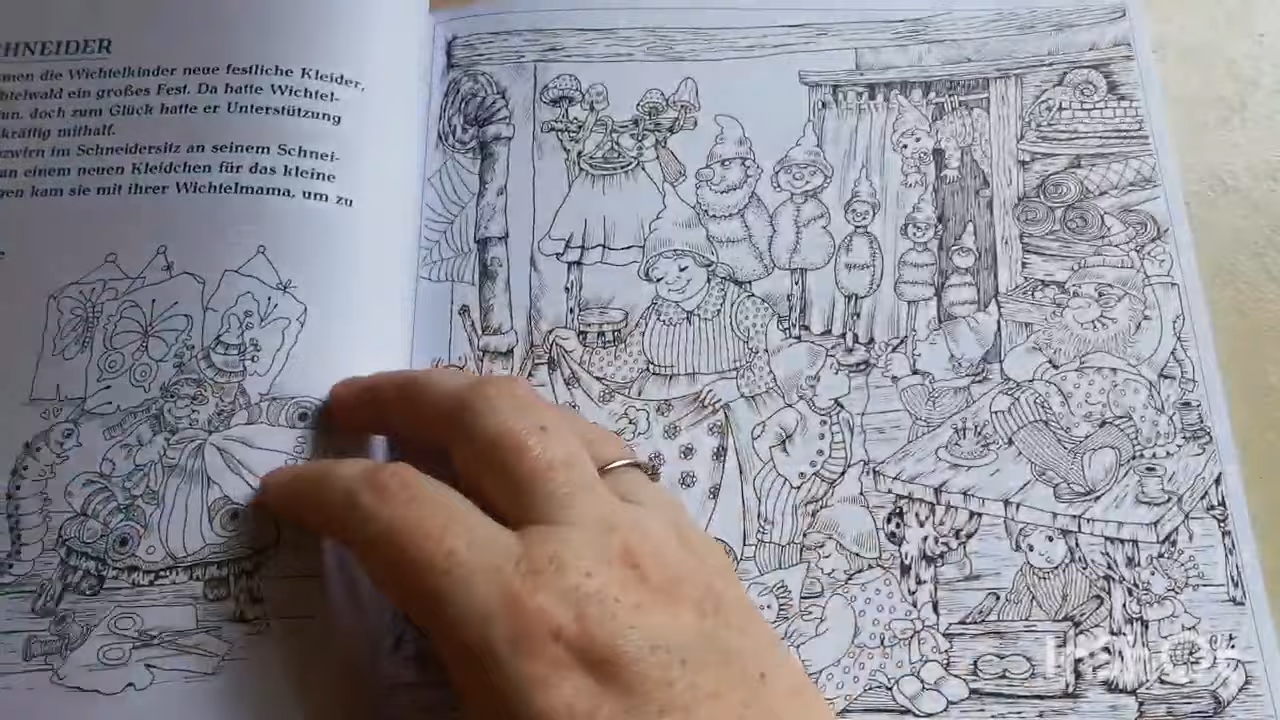 HNEIDER
men die Wichtelkinder neue festliche Kleider,
htelwald ein großes Fest. Da hatte Wichtel-
un, doch zum Glück hatte er Unterstützung
kräftig mithalf.
zwirn im Schneidersitz an seinem Schnei-
an einem neuen Kleidchen für das kleine
gen kam sie mit ihrer Wichtelmama, um zu
e